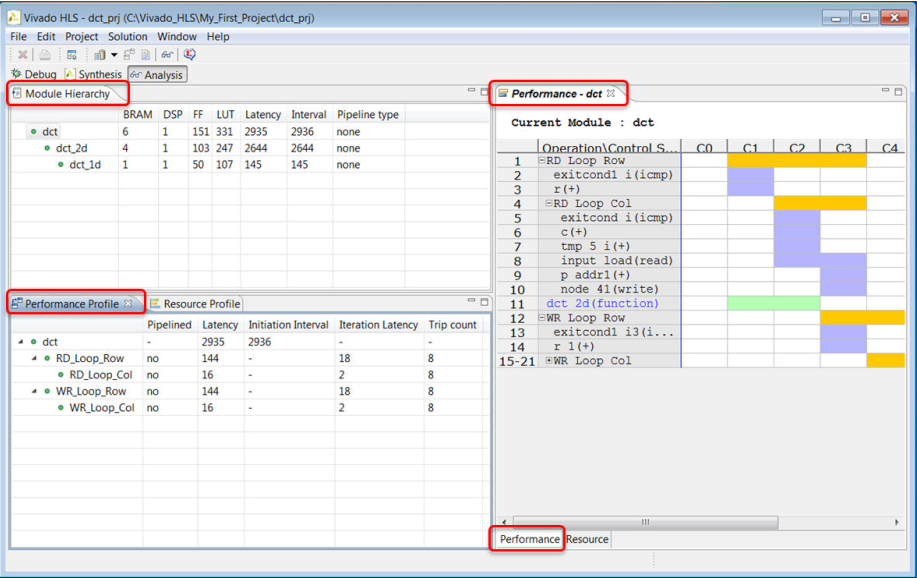 Vivado HLS - dct_prj (C:\Vivado_HLS\My_First_Project\dct_prj)
File Edit Project Solution Window Help
Debug Synthesis Analysis
Module Hierarchy
BRAM DSP FF LUT Latency Interval Pipeline type
dct 6 1 151 331 2935 2936 none
dct_2d 4 1 103 247 2644 2644 none
dct_1d 1 1 50 107 145 145 none
Performance Profile Resource Profile
Pipelined Latency Initiation Interval Iteration Latency Trip count
dct - 2935 2936 - -
RD_Loop_Row no 144 - 18 8
RD_Loop_Col no 16 - 2 8
WR_Loop_Row no 144 - 18 8
WR_Loop_Col no 16 - 2 8
Performance - dct
Current Module : dct
Operation\Control S... C0 C1 C2 C3 C4
1 RD Loop Row
2 exitcond1 i(icmp)
3 r(+)
4 RD Loop Col
5 exitcond i(icmp)
6 c(+)
7 tmp 5 i(+)
8 input load(read)
9 p addr1(+)
10 node 41(write)
11 dct 2d(function)
12 WR Loop Row
13 exitcond1 i3(i...
14 r 1(+)
15-21 WR Loop Col
Performance Resource